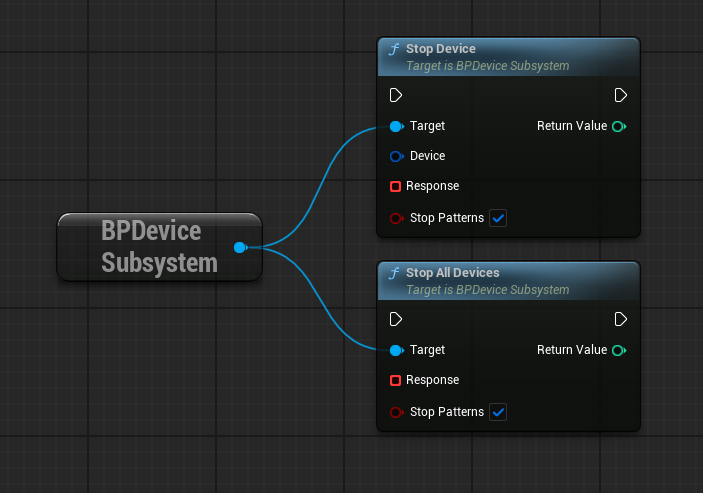 Stop Device
Target is BPDevice Subsystem
Target
Return Value
Device
Response
Stop Patterns
BPDevice
Subsystem
Stop All Devices
Target is BPDevice Subsystem
Target
Return Value
Response
Stop Patterns